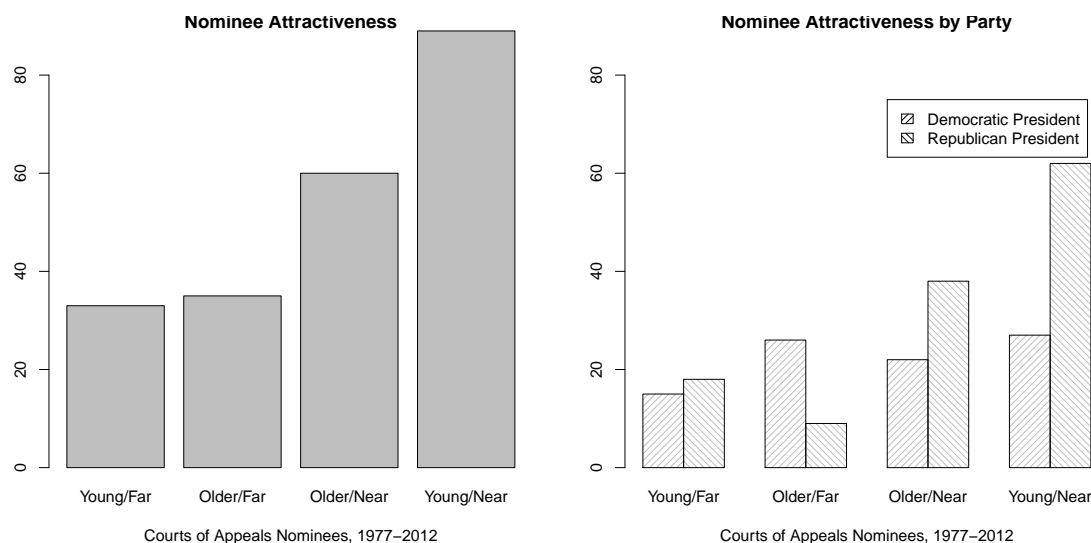 Nominee Attractiveness
80
60
40
20
0
Young/Far Older/Far Older/Near Young/Near
Courts of Appeals Nominees, 1977−2012
Nominee Attractiveness by Party
Democratic President
Republican President
80
60
40
20
0
Young/Far Older/Far Older/Near Young/Near
Courts of Appeals Nominees, 1977−2012